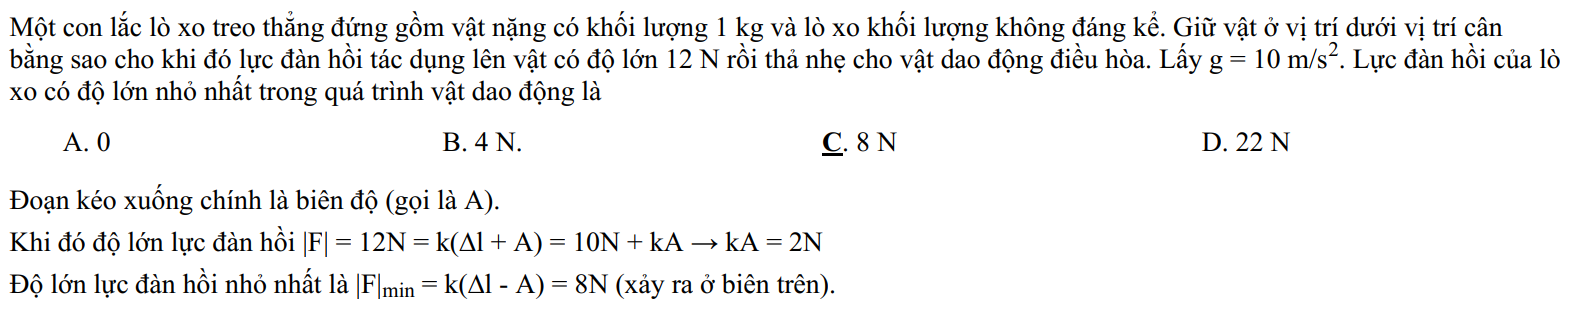 Một con lắc lò xo treo thẳng đứng gồm vật nặng có khối lượng 1 kg và lò xo khối lượng không đáng kể. Giữ vật ở vị trí dưới vị trí cân
bằng sao cho khi đó lực đàn hồi tác dụng lên vật có độ lớn 12 N rồi thả nhẹ cho vật dao động điều hòa. Lấy g = 10 m/s². Lực đàn hồi của lò
xo có độ lớn nhỏ nhất trong quá trình vật dao động là
A. 0 B. 4 N. C. 8 N D. 22 N
Đoạn kéo xuống chính là biên độ (gọi là A).
Khi đó độ lớn lực đàn hồi |F| = 12N = k(Δl + A) = 10N + kA → kA = 2N
Độ lớn lực đàn hồi nhỏ nhất là |F|min = k(Δl - A) = 8N (xảy ra ở biên trên).